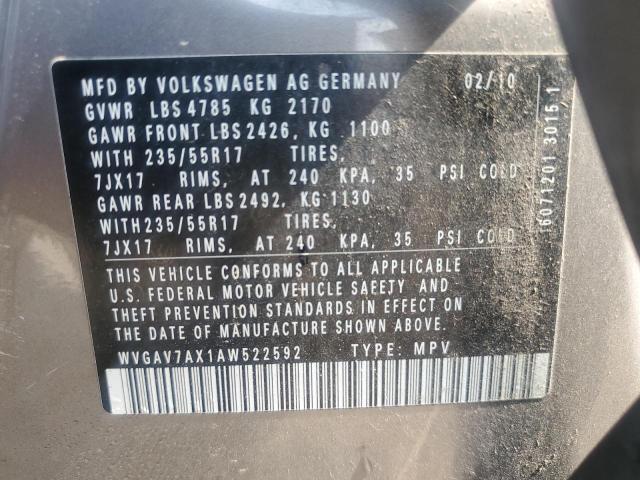 MFD BY VOLKSWAGEN AG GERMANY 02/10
GVWR LBS 4785 KG 2170
GAWR FRONT LBS 2426, KG 1100
WITH 235/55R17 TIRES,
7JX17 RIMS, AT 240 KPA, 35 PSI COLD
GAWR REAR LBS 2492, KG 1130
WITH235/55R17 TIRES,
7JX17 RIMS, AT 240 KPA, 35 PSI COLD
THIS VEHICLE CONFORMS TO ALL APPLICABLE
U.S. FEDERAL MOTOR VEHICLE SAFETY AND
THEFT PREVENTION STANDARDS IN EFFECT ON
THE DATE OF MANUFACTURE SHOWN ABOVE
WVGAV7AX1AW522592 TYPE: MPV
6071201 3015 1